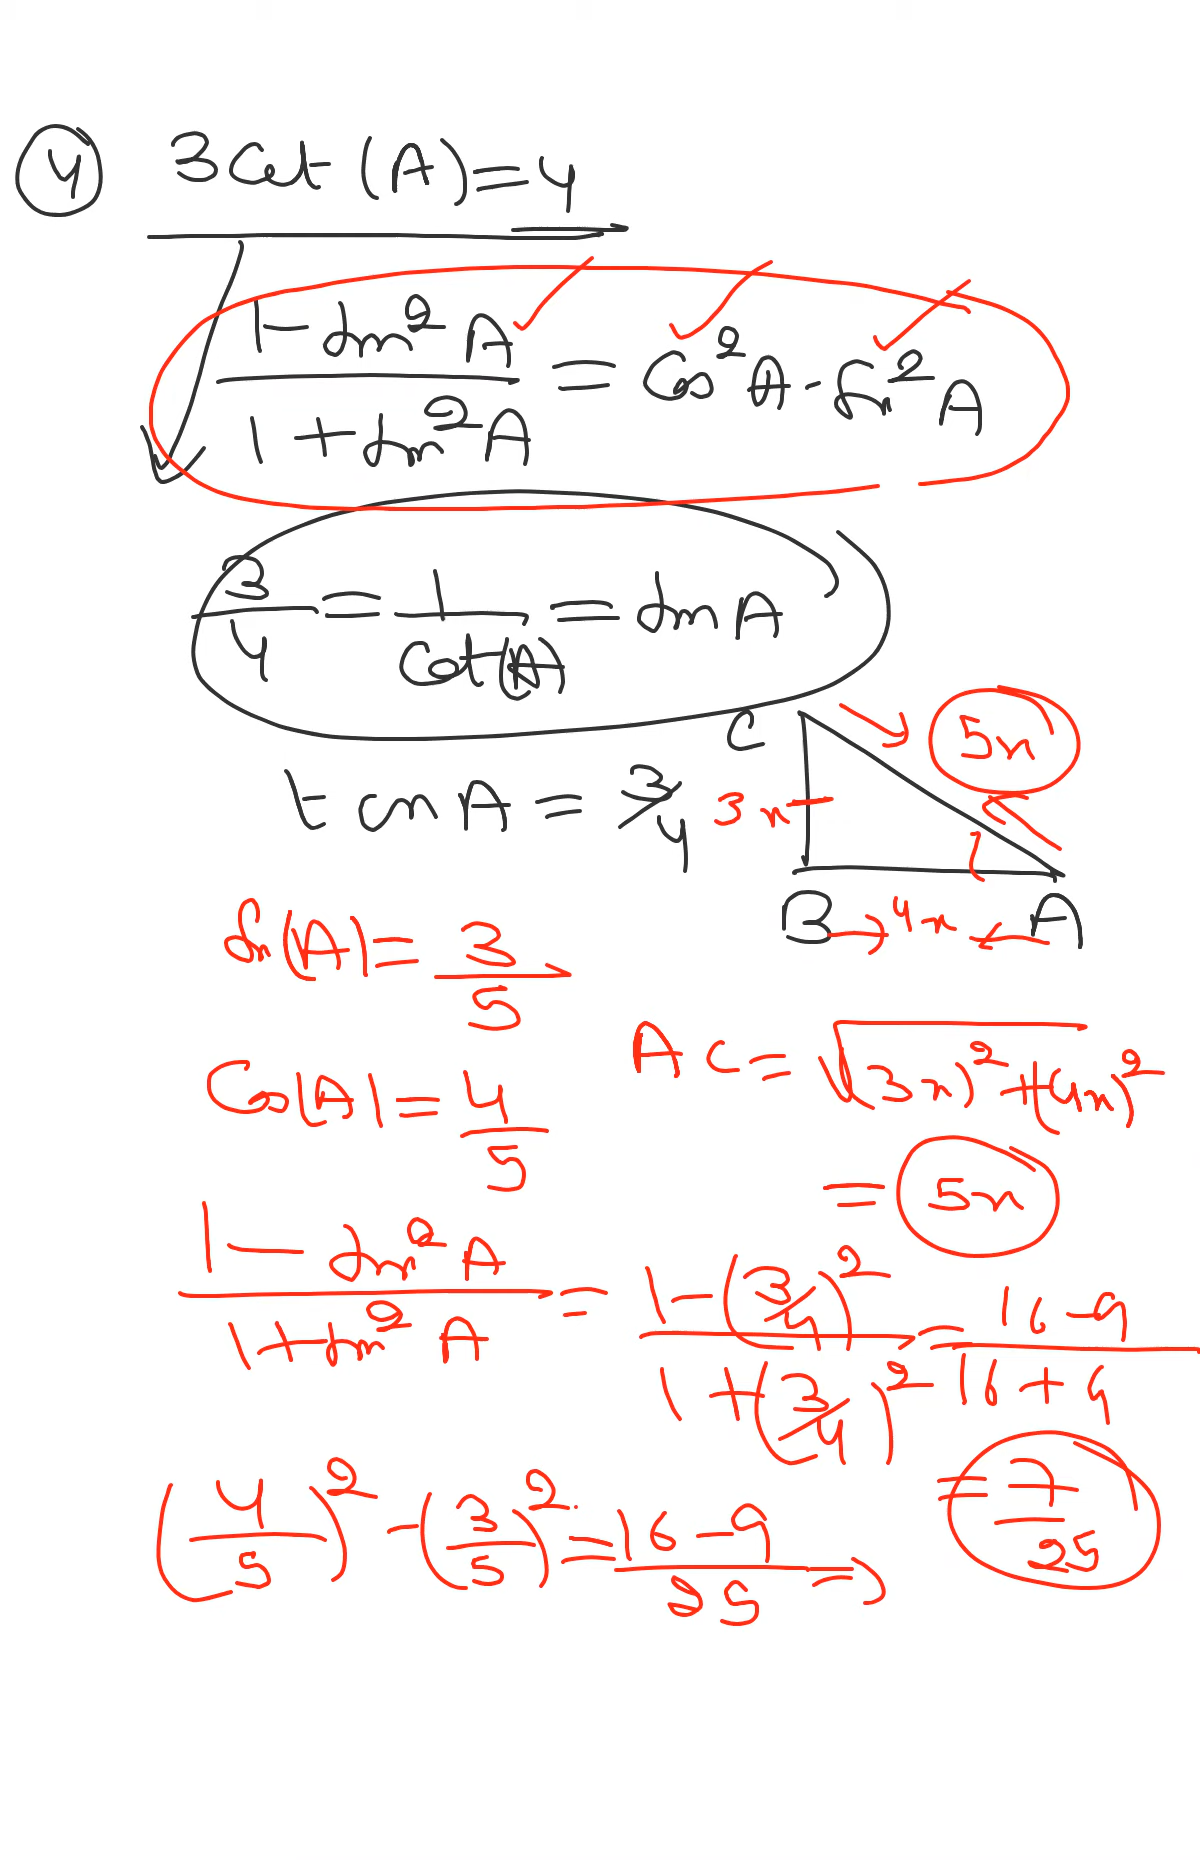 ④ 3 cot (A) = 4
(1 - tan² A) / (1 + tan² A) = cos² A - sin² A
3/4 = 1/cot(A) = tan A
C 5x
tan A = 3/4 3x
B 4x A
sin(A) = 3/5
AC = √((3x)² + (4x)²)
cos(A) = 4/5
= 5x
(1 - tan² A) / (1 + tan² A) = (1 - (3/4)²) / (1 + (3/4)²) = (16 - 9) / (16 + 9)
= 7/25
(4/5)² - (3/5)² = (16 - 9) / 25 ⇒